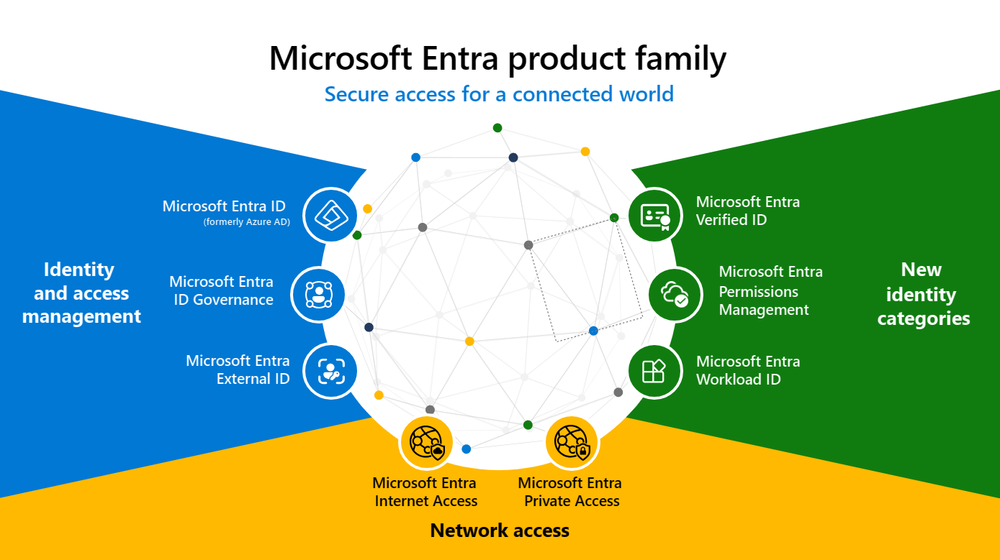 Microsoft Entra product family
Secure access for a connected world
Identity
and access
management
Microsoft Entra ID
(formerly Azure AD)
Microsoft Entra
ID Governance
Microsoft Entra
External ID
Microsoft Entra
Verified ID
Microsoft Entra
Permissions
Management
Microsoft Entra
Workload ID
New
identity
categories
Microsoft Entra
Internet Access
Microsoft Entra
Private Access
Network access